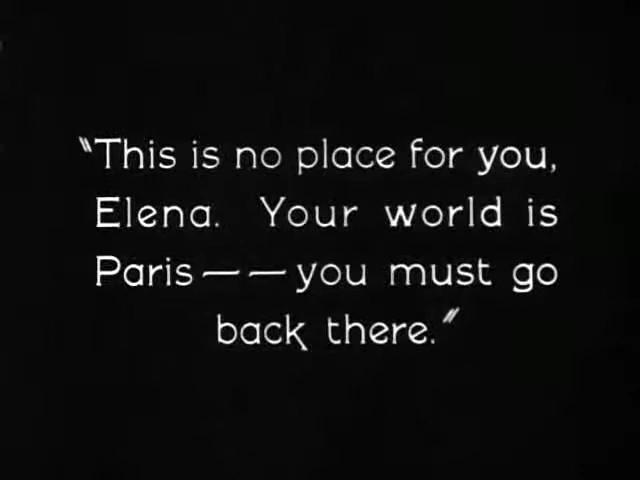 "This is no place for you,
Elena. Your world is
Paris — — you must go
back there."